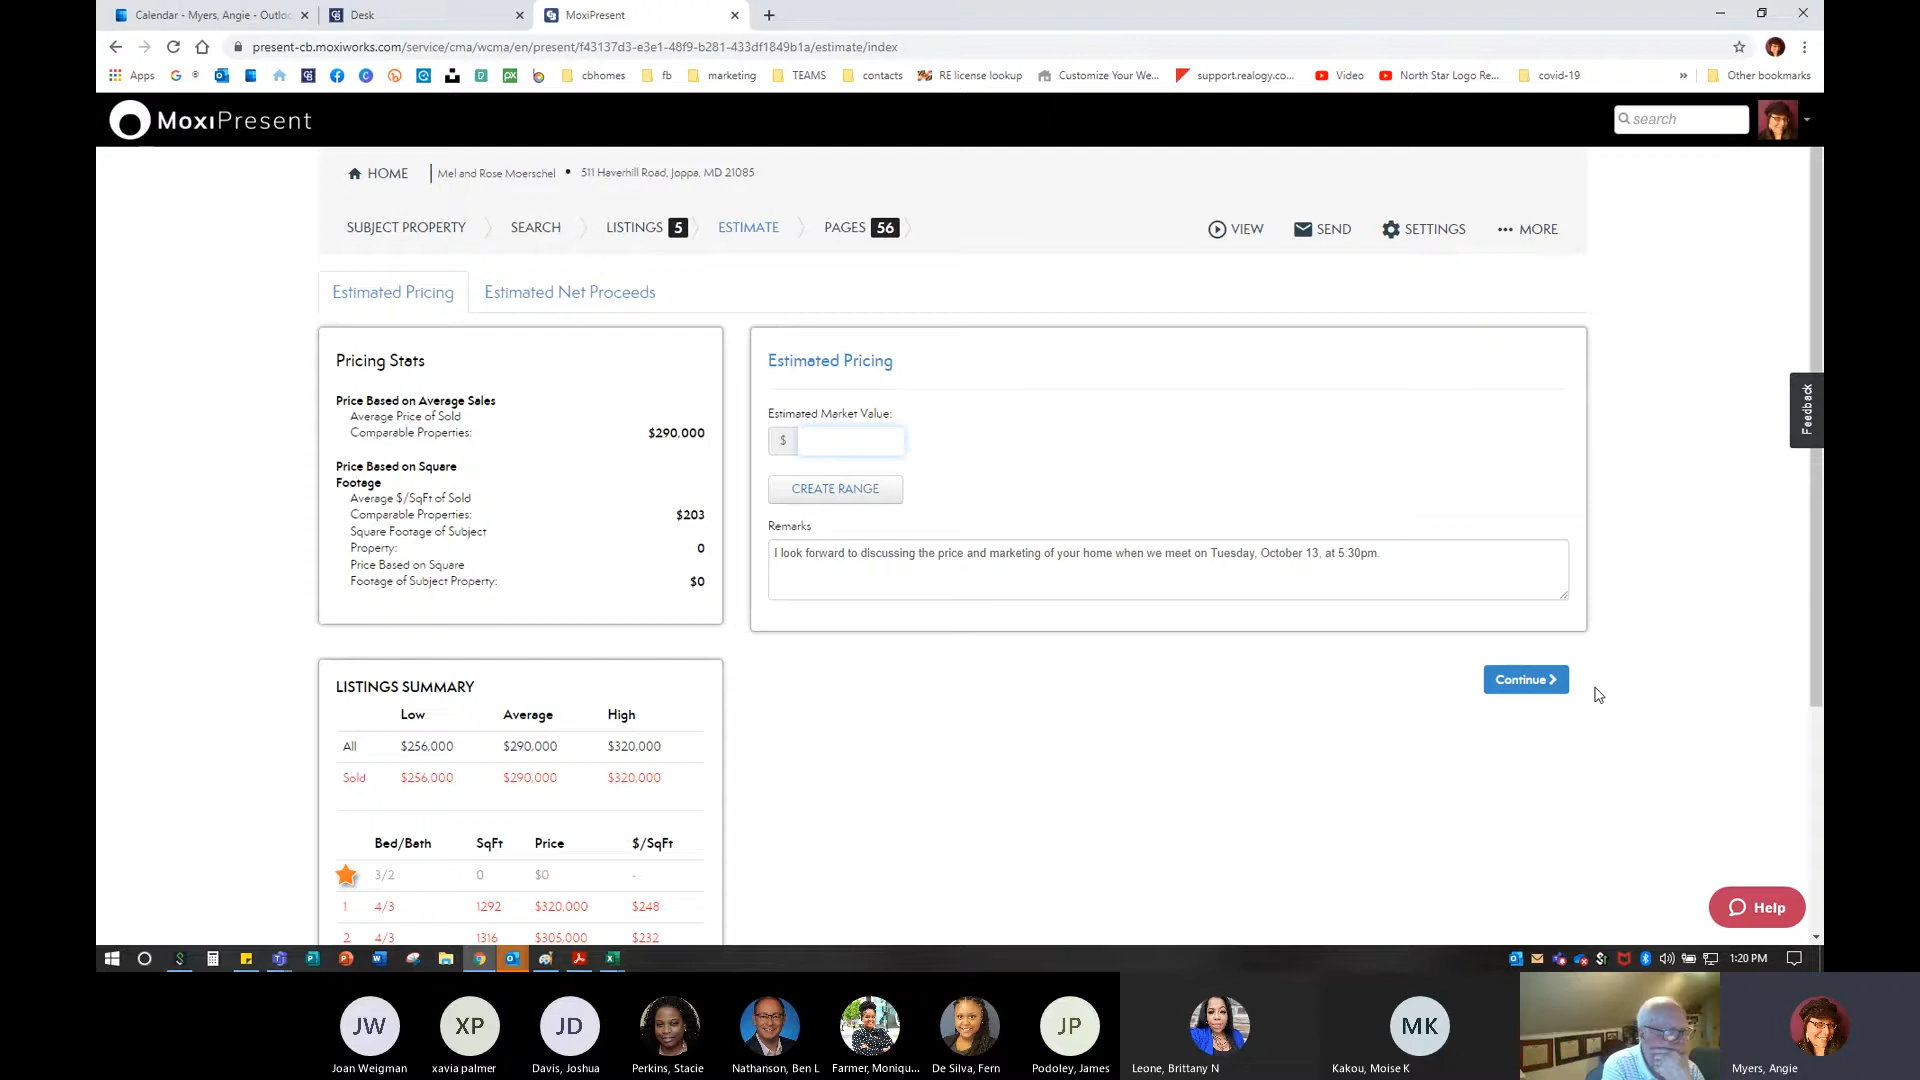 Calendar - Myers, Angie - Outlo
Desk
MoxiPresent
present-cb.moxiworks.com/service/cma/wcma/en/present/f43137d3-e3e1-48f9-b281-433df1849b1a/estimate/index
Apps
cbhomes
fb
marketing
TEAMS
contacts
RE license lookup
Customize Your We...
support.realogy.co...
Video
North Star Logo Re...
covid-19
»
Other bookmarks
MoxiPresent
search
HOME
Mel and Rose Moerschel • 511 Haverhill Road, Joppa, MD 21085
SUBJECT PROPERTY
SEARCH
LISTINGS 5
ESTIMATE
PAGES 56
VIEW
SEND
SETTINGS
MORE
Estimated Pricing
Estimated Net Proceeds
Pricing Stats
Price Based on Average Sales
Average Price of Sold
Comparable Properties: $290,000
Price Based on Square
Footage
Average $/SqFt of Sold
Comparable Properties: $203
Square Footage of Subject
Property: 0
Price Based on Square
Footage of Subject Property: $0
Estimated Pricing
Estimated Market Value:
$
CREATE RANGE
Remarks
I look forward to discussing the price and marketing of your home when we meet on Tuesday, October 13, at 5:30pm.
Continue
Feedback
LISTINGS SUMMARY
Low Average High
All $256,000 $290,000 $320,000
Sold $256,000 $290,000 $320,000
Bed/Bath SqFt Price $/SqFt
3/2 0 $0 -
1 4/3 1292 $320,000 $248
2 4/3 1316 $305,000 $232
Help
1:20 PM
JW
XP
JD
JP
MK
Joan Weigman
xavia palmer
Davis, Joshua
Perkins, Stacie
Nathanson, Ben L
Farmer, Moniqu...
De Silva, Fern
Podoley, James
Leone, Brittany N
Kakou, Moise K
Myers, Angie